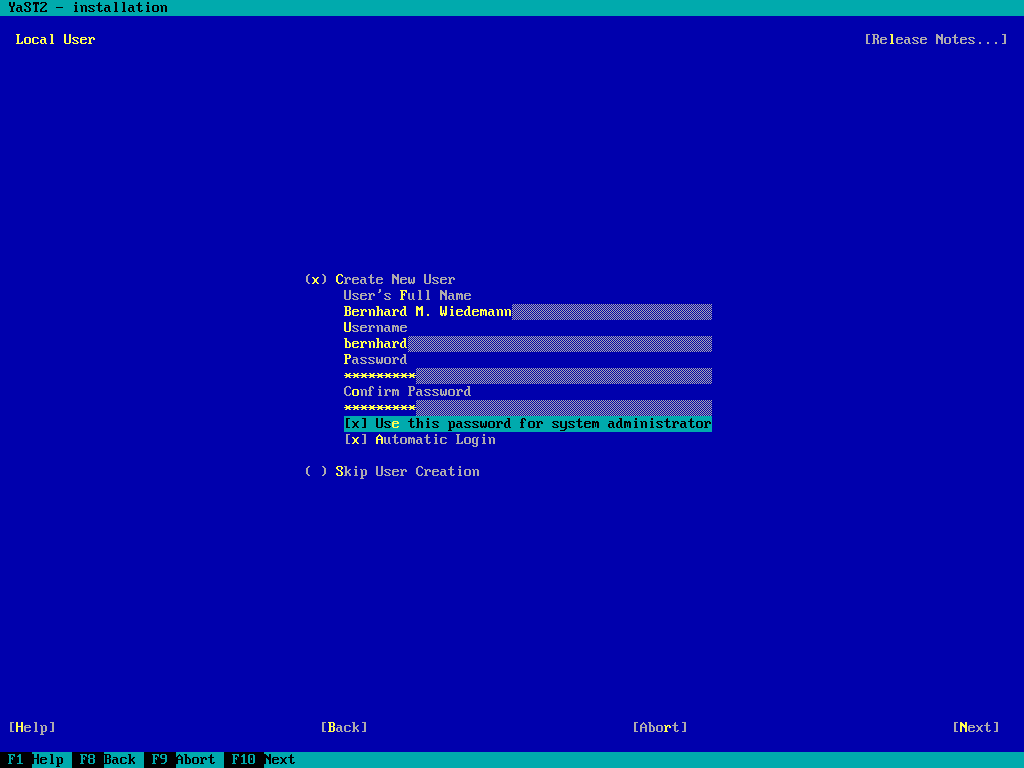 YaST2 - installation
Local User [Release Notes...]
(x) Create New User
User's Full Name
Bernhard M. Wiedemann
Username
bernhard
Password
*********
Confirm Password
*********
[x] Use this password for system administrator
[x] Automatic Login
( ) Skip User Creation
[Help] [Back] [Abort] [Next]
F1 Help F8 Back F9 Abort F10 Next